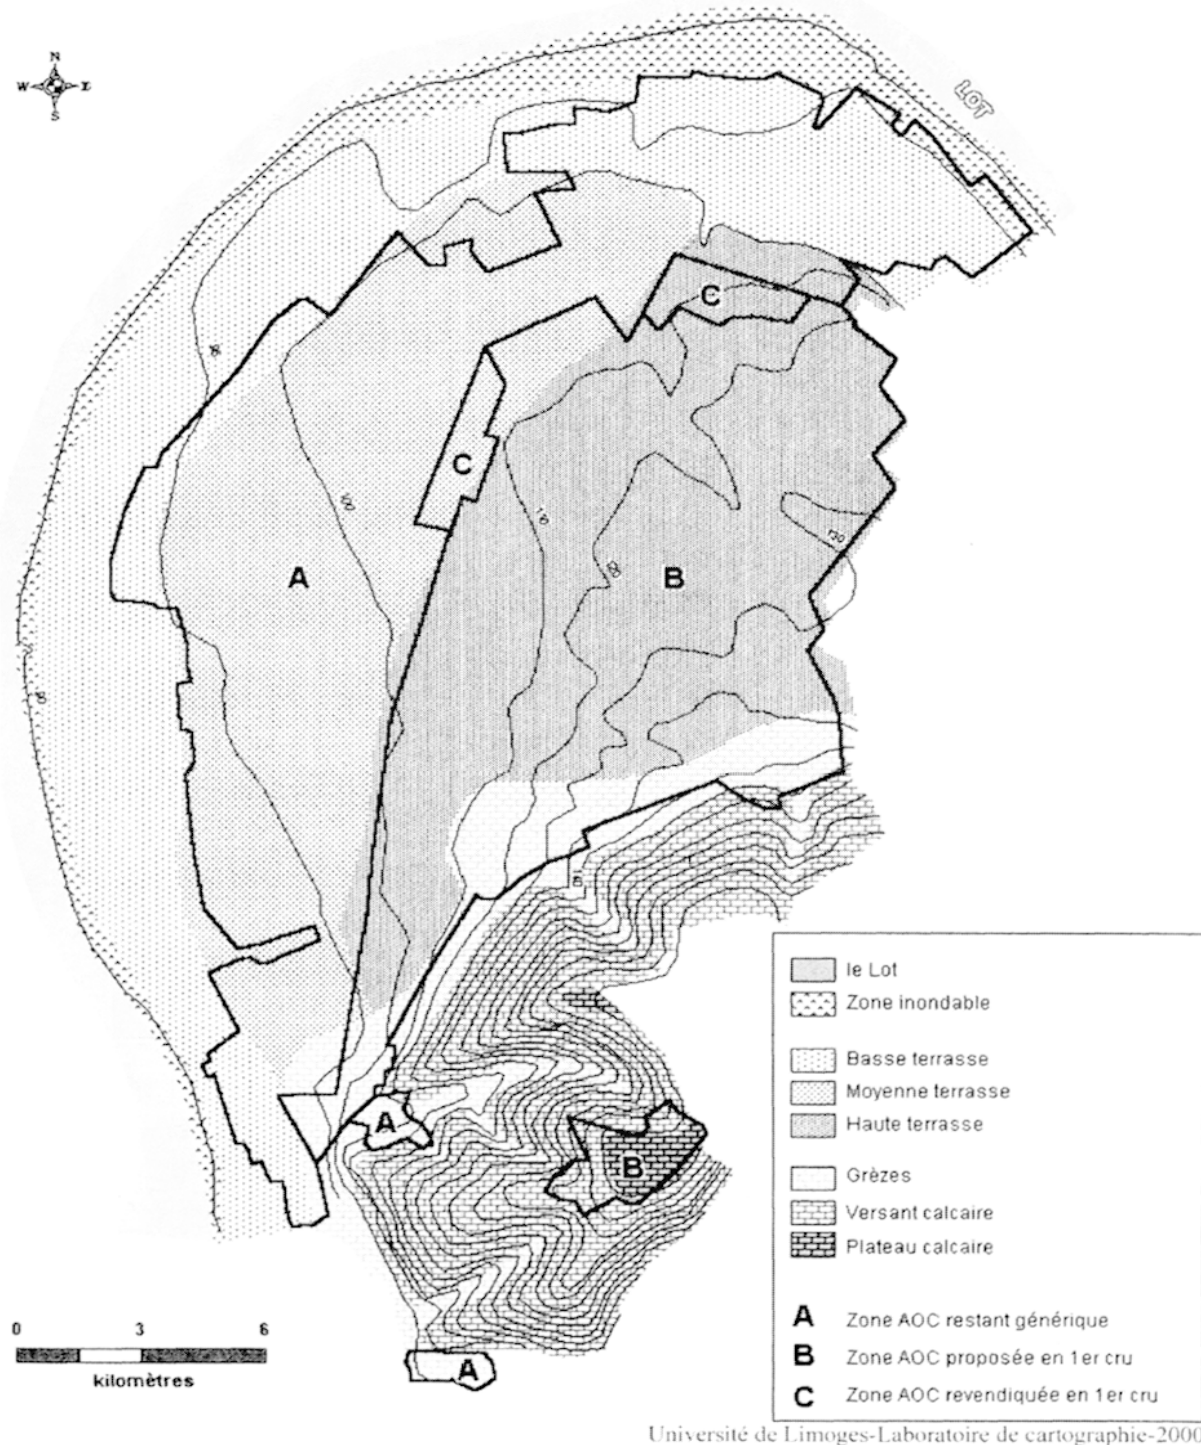 N
W E
S
LOT
C
C
100
110
120
130
A
B
A
B
A
le Lot
Zone inondable
Basse terrasse
Moyenne terrasse
Haute terrasse
Grèzes
Versant calcaire
Plateau calcaire
A Zone AOC restant générique
B Zone AOC proposée en 1er cru
C Zone AOC revendiquée en 1er cru
0 3 6
kilomètres
Université de Limoges-Laboratoire de cartographie-2000